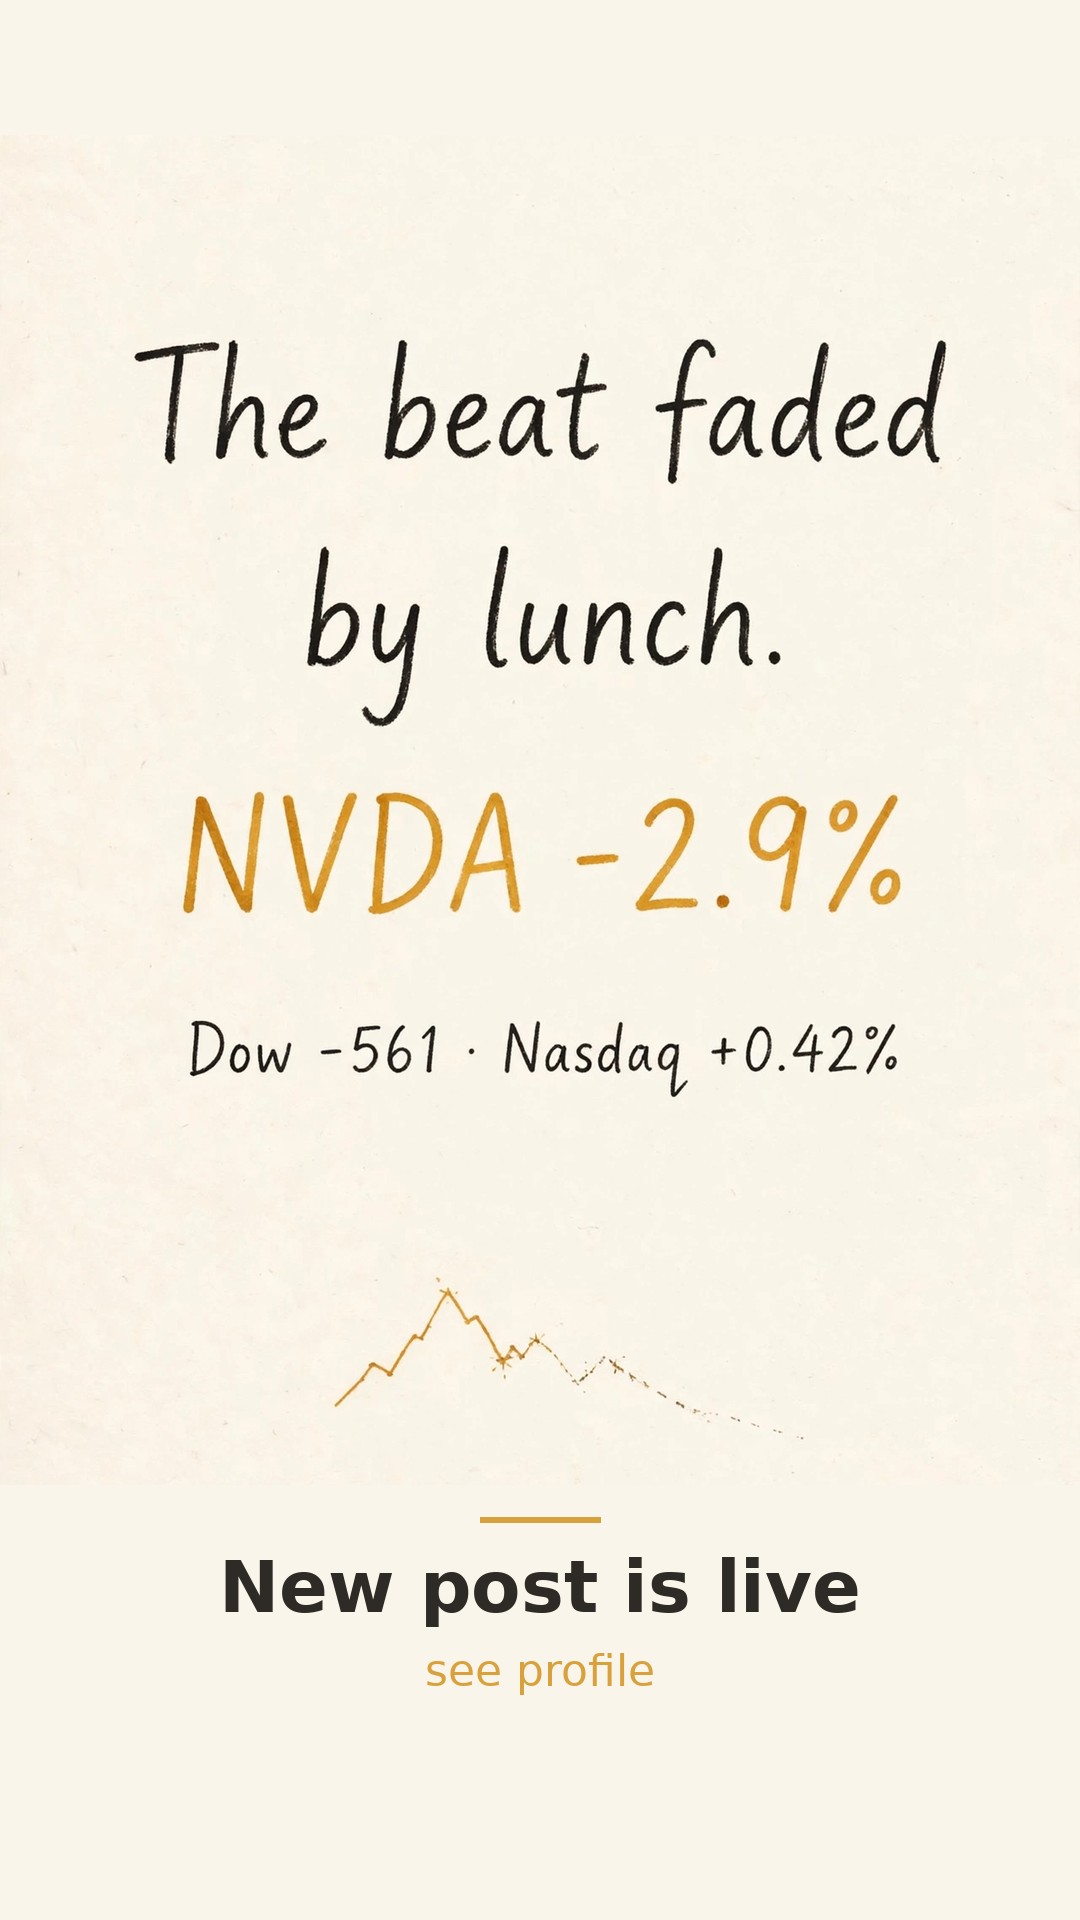 The beat faded
by lunch.
NVDA -2.9%
Dow -561 · Nasdaq +0.42%
New post is live
see profile